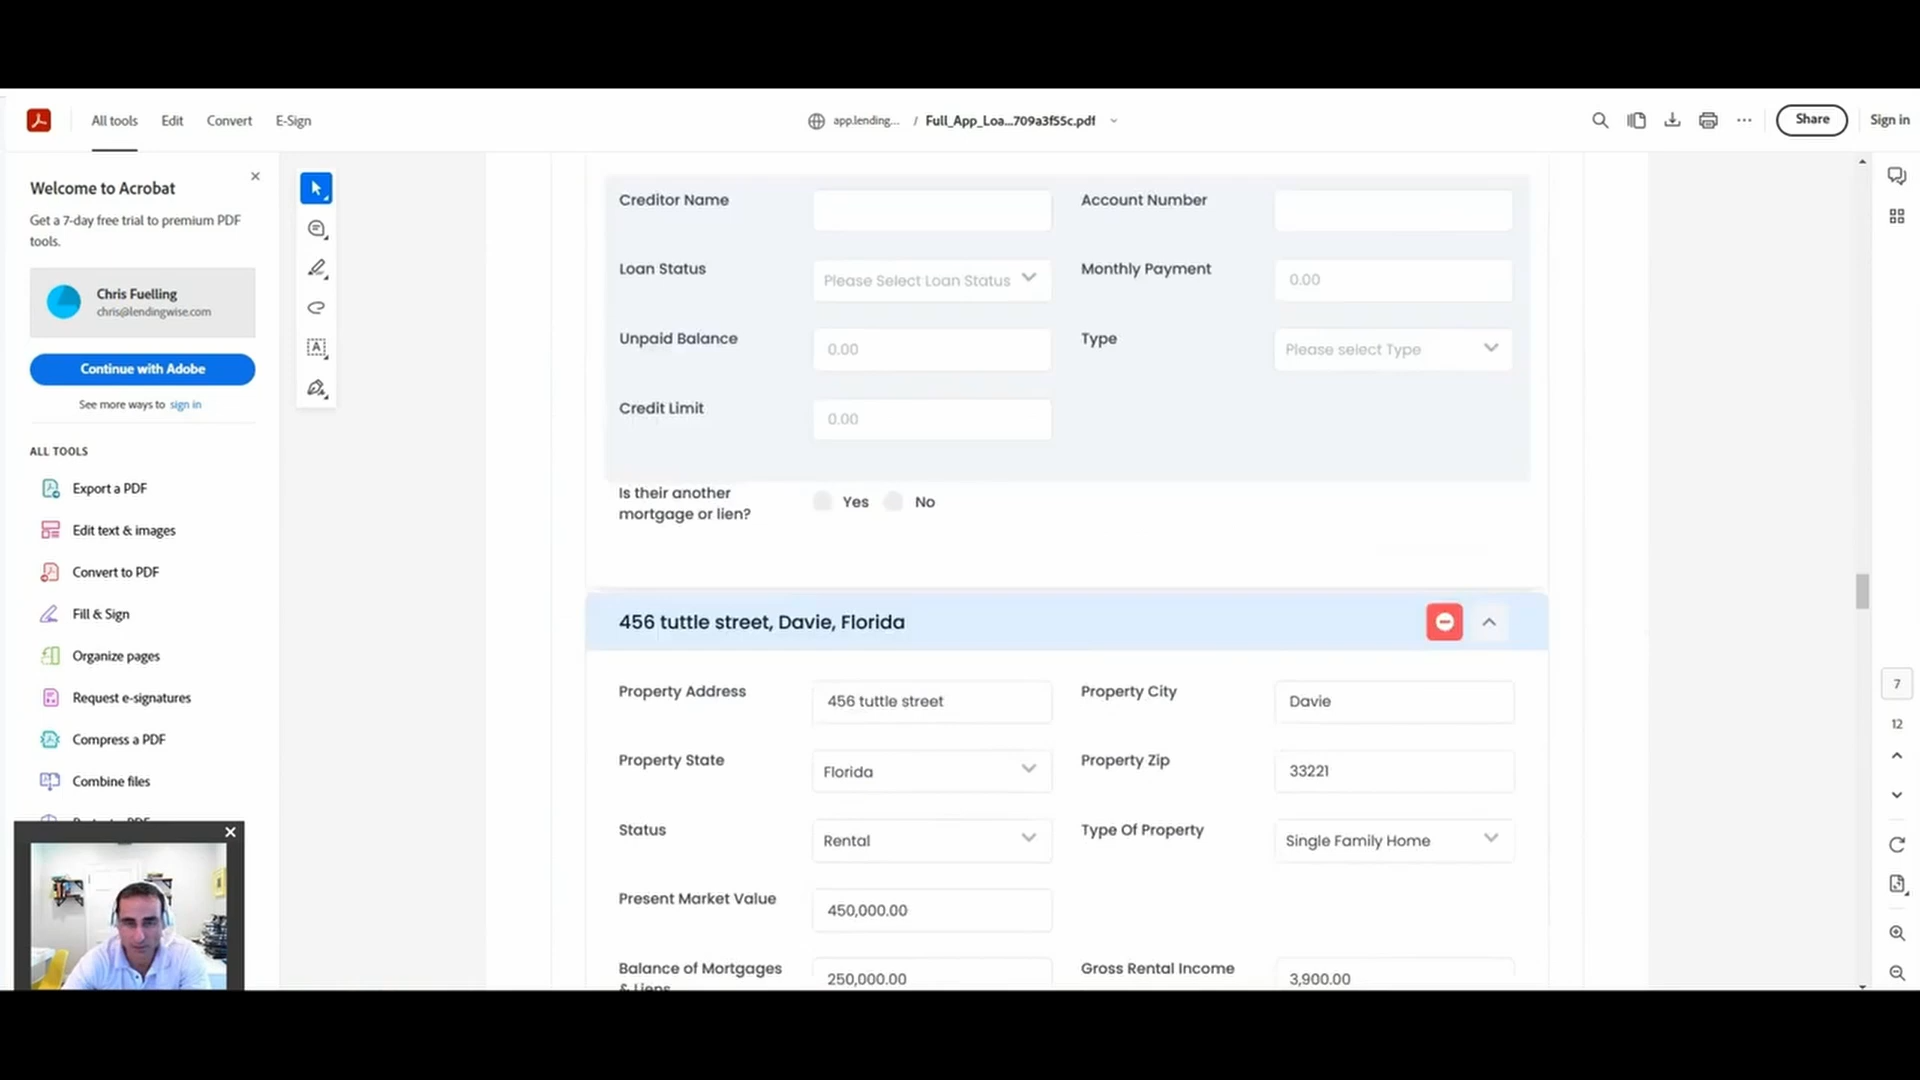 All tools Edit Convert E-Sign
app.lending... / Full_App_Loa...709a3f55c.pdf
Share Sign in
Welcome to Acrobat
Get a 7-day free trial to premium PDF
tools.
Chris Fuelling
chris@lendingwise.com
Continue with Adobe
See more ways to sign in
ALL TOOLS
Export a PDF
Edit text & images
Convert to PDF
Fill & Sign
Organize pages
Request e-signatures
Compress a PDF
Combine files
Creditor Name Account Number
Loan Status Please Select Loan Status Monthly Payment 0.00
Unpaid Balance 0.00 Type Please select Type
Credit Limit 0.00
Is their another
mortgage or lien? Yes No
456 tuttle street, Davie, Florida
Property Address 456 tuttle street Property City Davie
Property State Florida Property Zip 33221
Status Rental Type Of Property Single Family Home
Present Market Value 450,000.00
Balance of Mortgages 250,000.00 Gross Rental Income 3,900.00
& Liens
7
12